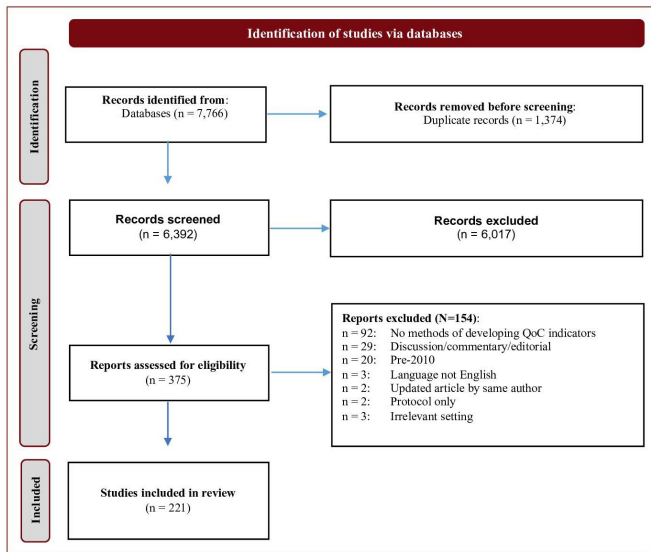 Identification of studies via databases
Identification
Records identified from:
Databases (n = 7,766)
Records removed before screening:
Duplicate records (n = 1,374)
Screening
Records screened
(n = 6,392)
Records excluded
(n = 6,017)
Reports assessed for eligibility
(n = 375)
Reports excluded (N=154):
n = 92: No methods of developing QoC indicators
n = 29: Discussion/commentary/editorial
n = 20: Pre-2010
n = 3: Language not English
n = 2: Updated article by same author
n = 2: Protocol only
n = 3: Irrelevant setting
Included
Studies included in review
(n = 221)